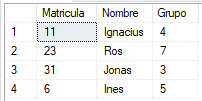 Matricula Nombre Grupo
1 11 Ignacius 4
2 23 Ros 7
3 31 Jonas 3
4 6 Ines 5